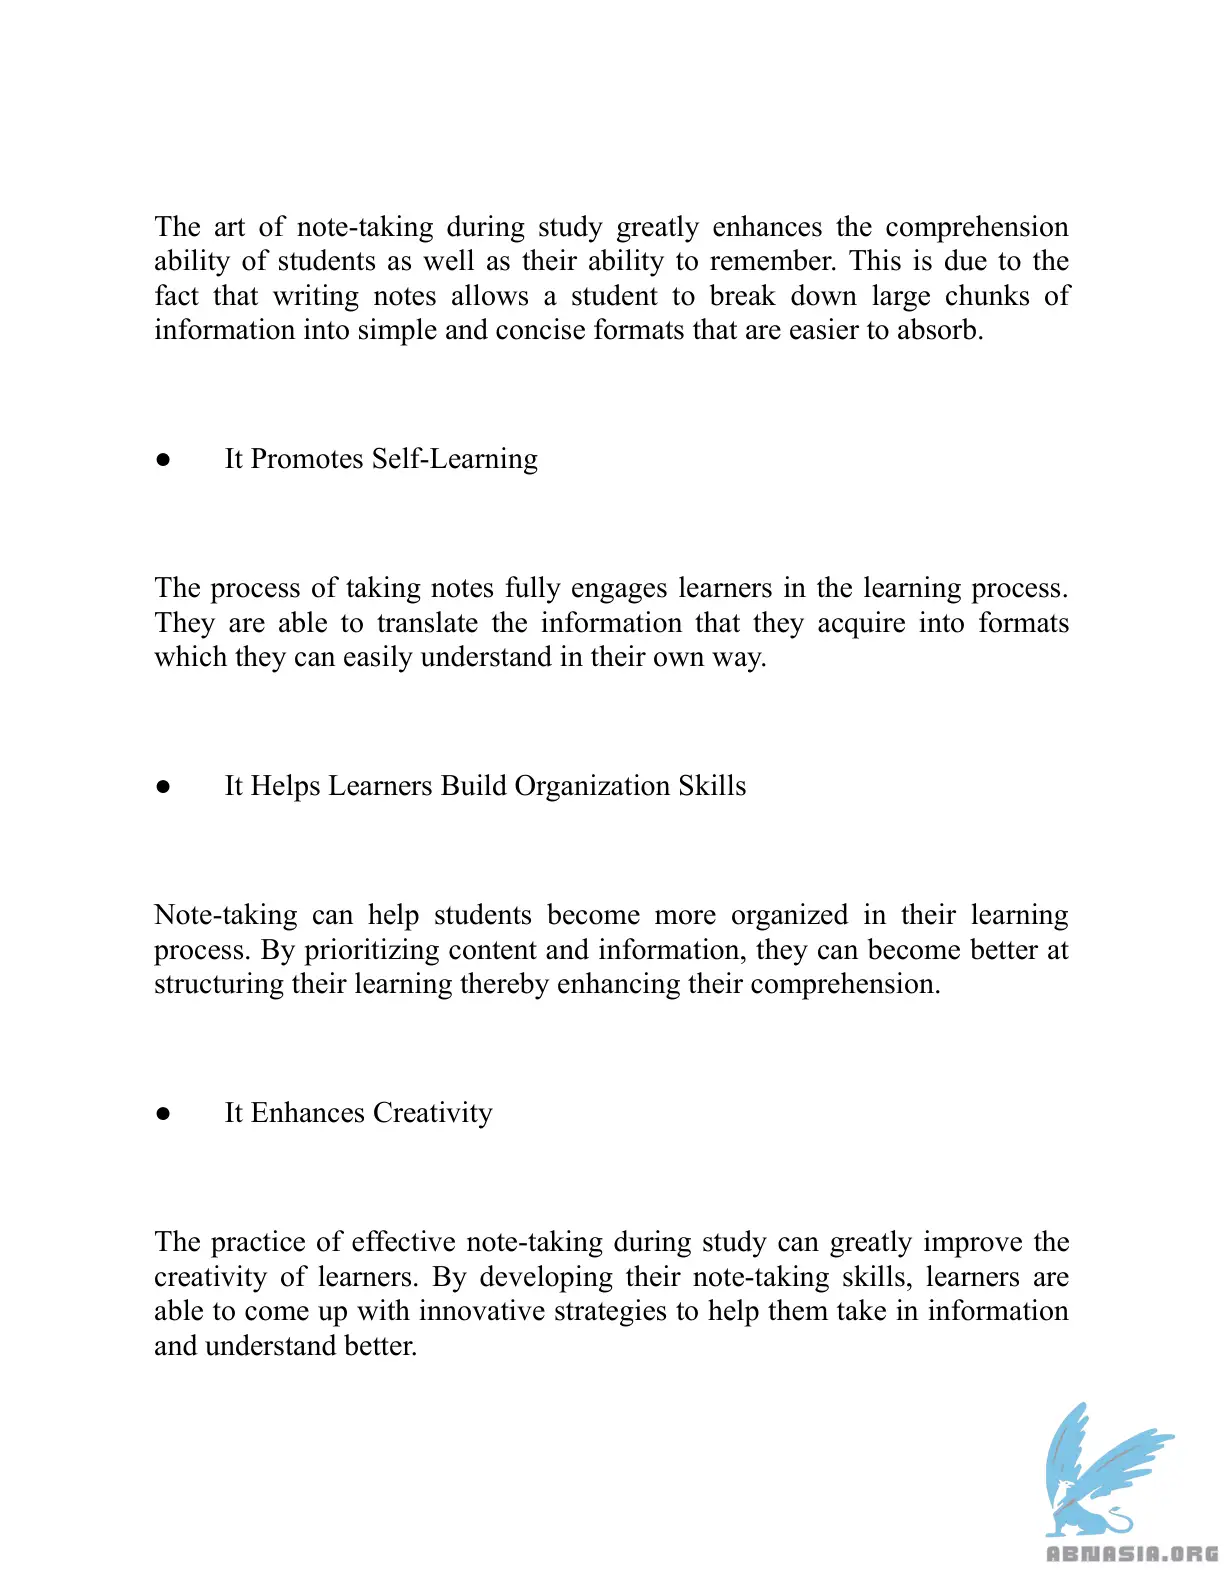 The art of note-taking during study greatly enhances the comprehension
ability of students as well as their ability to remember. This is due to the
fact that writing notes allows a student to break down large chunks of
information into simple and concise formats that are easier to absorb.
● It Promotes Self-Learning
The process of taking notes fully engages learners in the learning process.
They are able to translate the information that they acquire into formats
which they can easily understand in their own way.
● It Helps Learners Build Organization Skills
Note-taking can help students become more organized in their learning
process. By prioritizing content and information, they can become better at
structuring their learning thereby enhancing their comprehension.
● It Enhances Creativity
The practice of effective note-taking during study can greatly improve the
creativity of learners. By developing their note-taking skills, learners are
able to come up with innovative strategies to help them take in information
and understand better.
ABNASIA.ORG